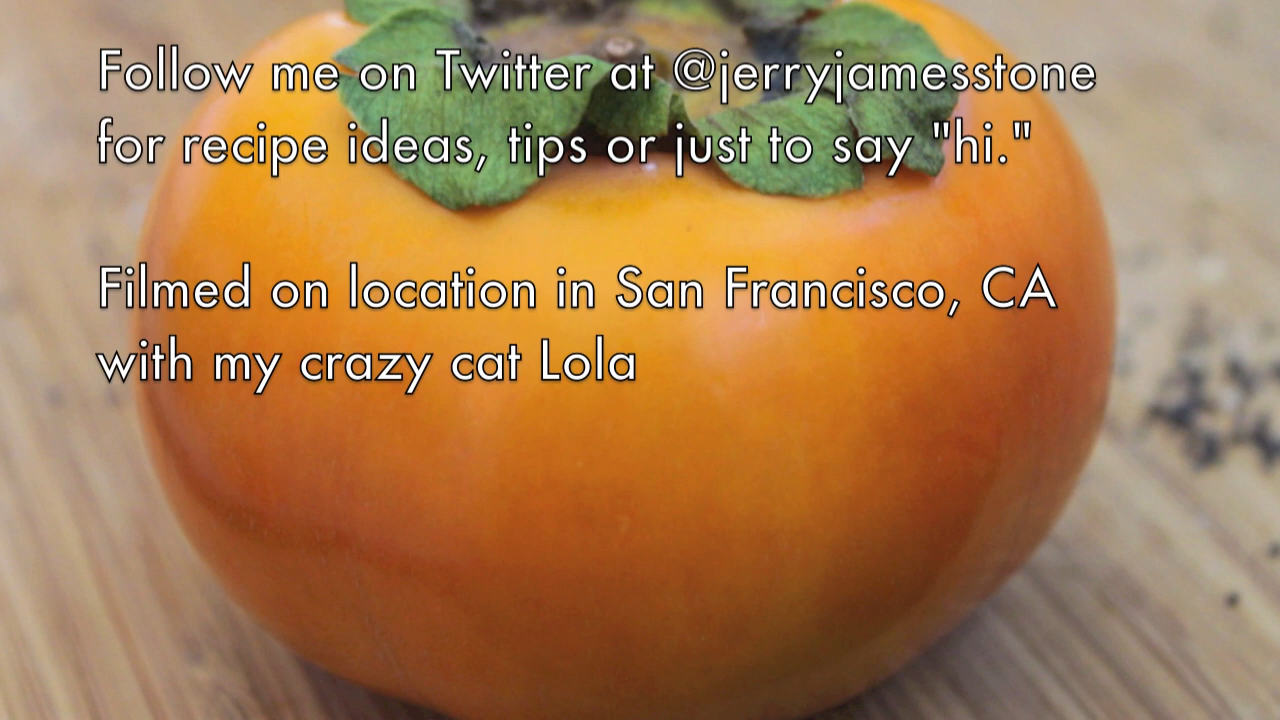 Follow me on Twitter at @jerryjamesstone
for recipe ideas, tips or just to say "hi."
Filmed on location in San Francisco, CA
with my crazy cat Lola